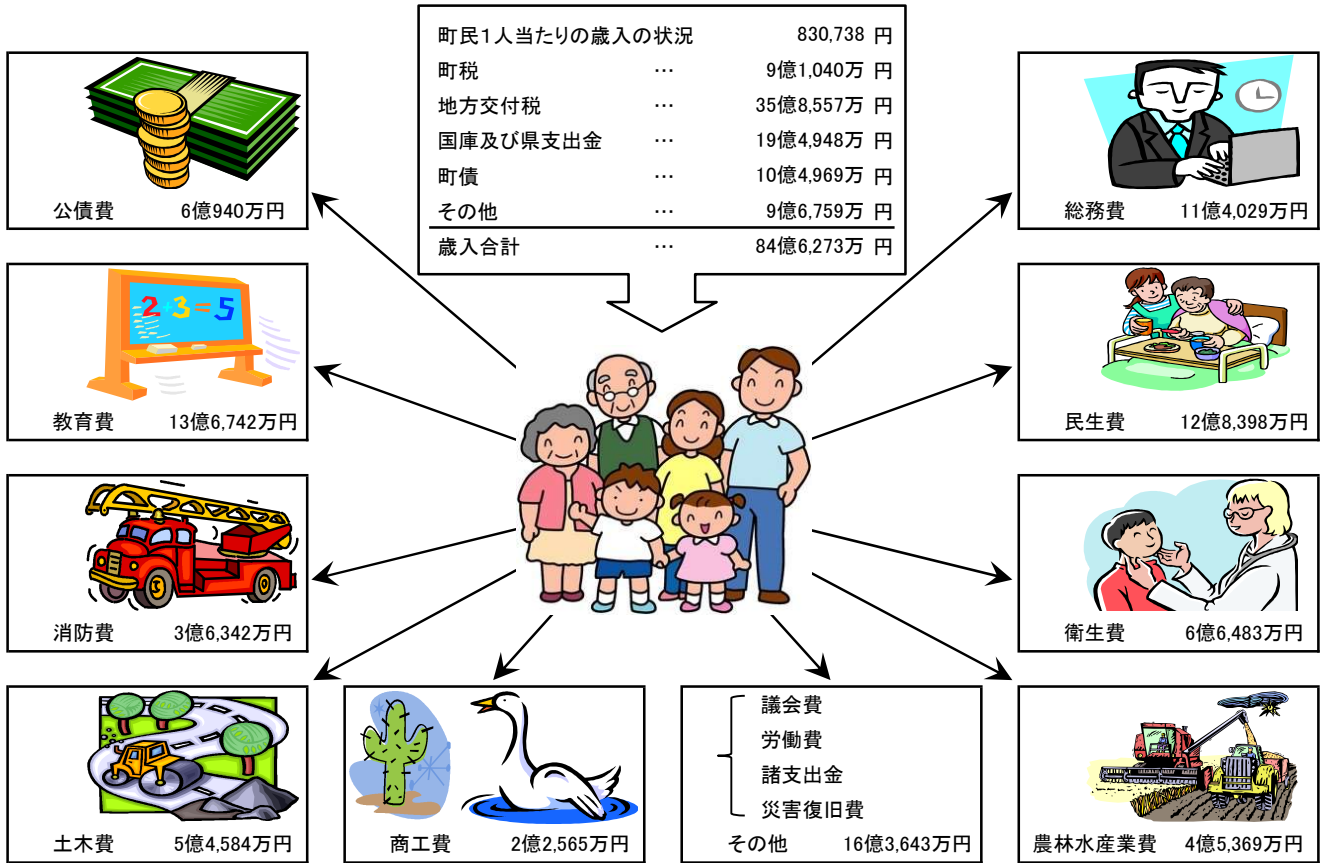 町民1人当たりの歳入の状況 830,738 円
町税 … 9億1,040万 円
地方交付税 … 35億8,557万 円
国庫及び県支出金 … 19億4,948万 円
町債 … 10億4,969万 円
その他 … 9億6,759万 円
歳入合計 … 84億6,273万 円
公債費 6億940万円
総務費 11億4,029万円
2+3=5
教育費 13億6,742万円
民生費 12億8,398万円
消防費 3億6,342万円
衛生費 6億6,483万円
土木費 5億4,584万円
商工費 2億2,565万円
議会費
労働費
諸支出金
災害復旧費
その他 16億3,643万円
農林水産業費 4億5,369万円